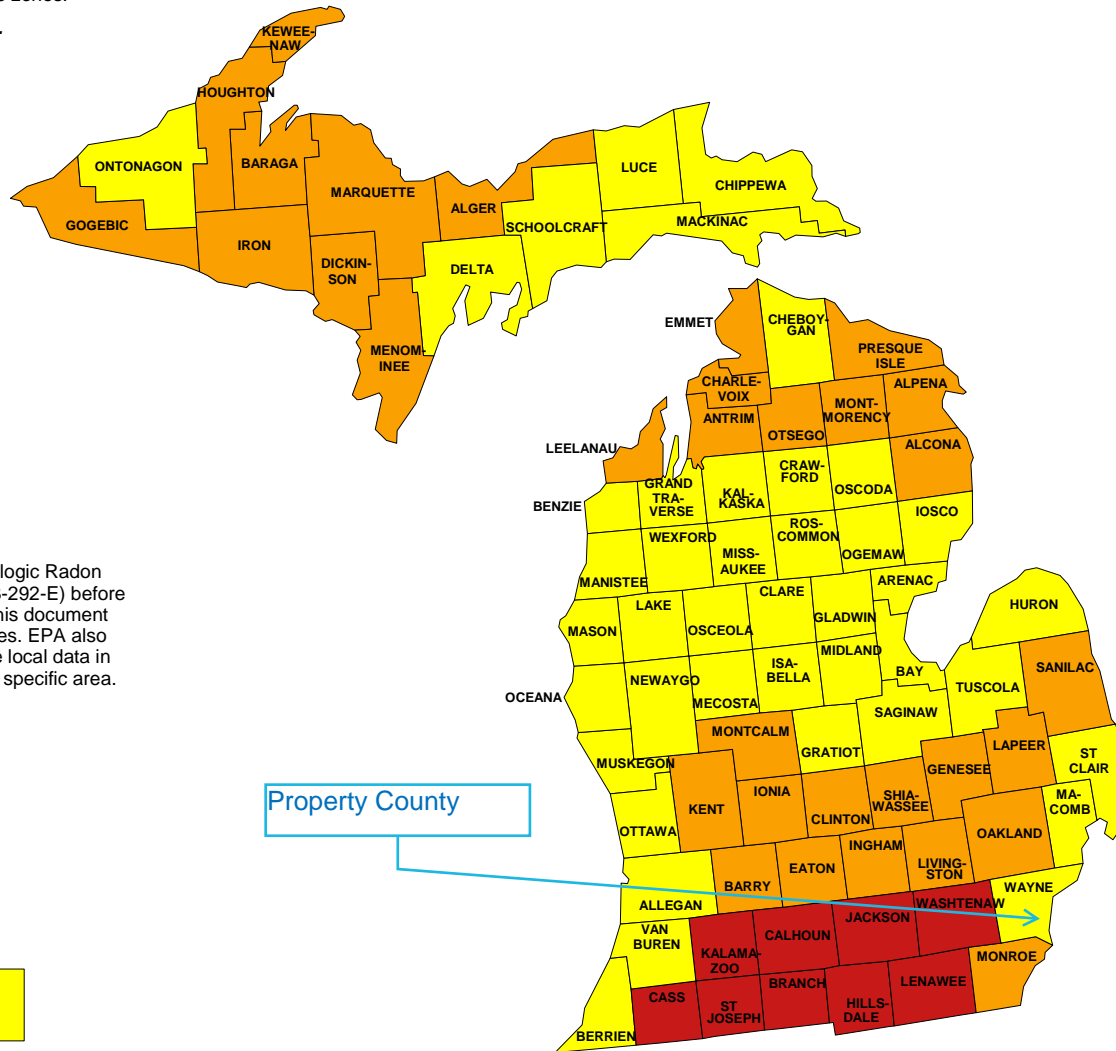 zones.
KEWEE-
NAW
HOUGHTON
ONTONAGON
BARAGA
MARQUETTE
LUCE
CHIPPEWA
GOGEBIC
ALGER
SCHOOLCRAFT
MACKINAC
IRON
DICKIN-
SON
DELTA
MENOM-
INEE
EMMET
CHEBOY-
GAN
PRESQUE
ISLE
CHARLE-
VOIX
ALPENA
ANTRIM
MONT-
MORENCY
OTSEGO
LEELANAU
ALCONA
CRAW-
FORD
OSCODA
GRAND
TRA-
VERSE
KAL-
KASKA
BENZIE
IOSCO
ROS-
COMMON
WEXFORD
MISS-
AUKEE
OGEMAW
logic Radon
-292-E) before
his document
es. EPA also
e local data in
specific area.
MANISTEE
ARENAC
LAKE
CLARE
HURON
MASON
OSCEOLA
GLADWIN
MIDLAND
ISA-
BELLA
BAY
SANILAC
OCEANA
NEWAYGO
MECOSTA
TUSCOLA
SAGINAW
MONTCALM
GRATIOT
LAPEER
ST
CLAIR
MUSKEGON
GENESEE
Property County
IONIA
SHIA-
WASSEE
MA-
COMB
KENT
CLINTON
OTTAWA
OAKLAND
INGHAM
EATON
LIVING-
STON
BARRY
WAYNE
ALLEGAN
WASHTENAW
JACKSON
VAN
BUREN
CALHOUN
KALAMA-
ZOO
MONROE
BRANCH
LENAWEE
CASS
ST
JOSEPH
HILLS-
DALE
BERRIEN